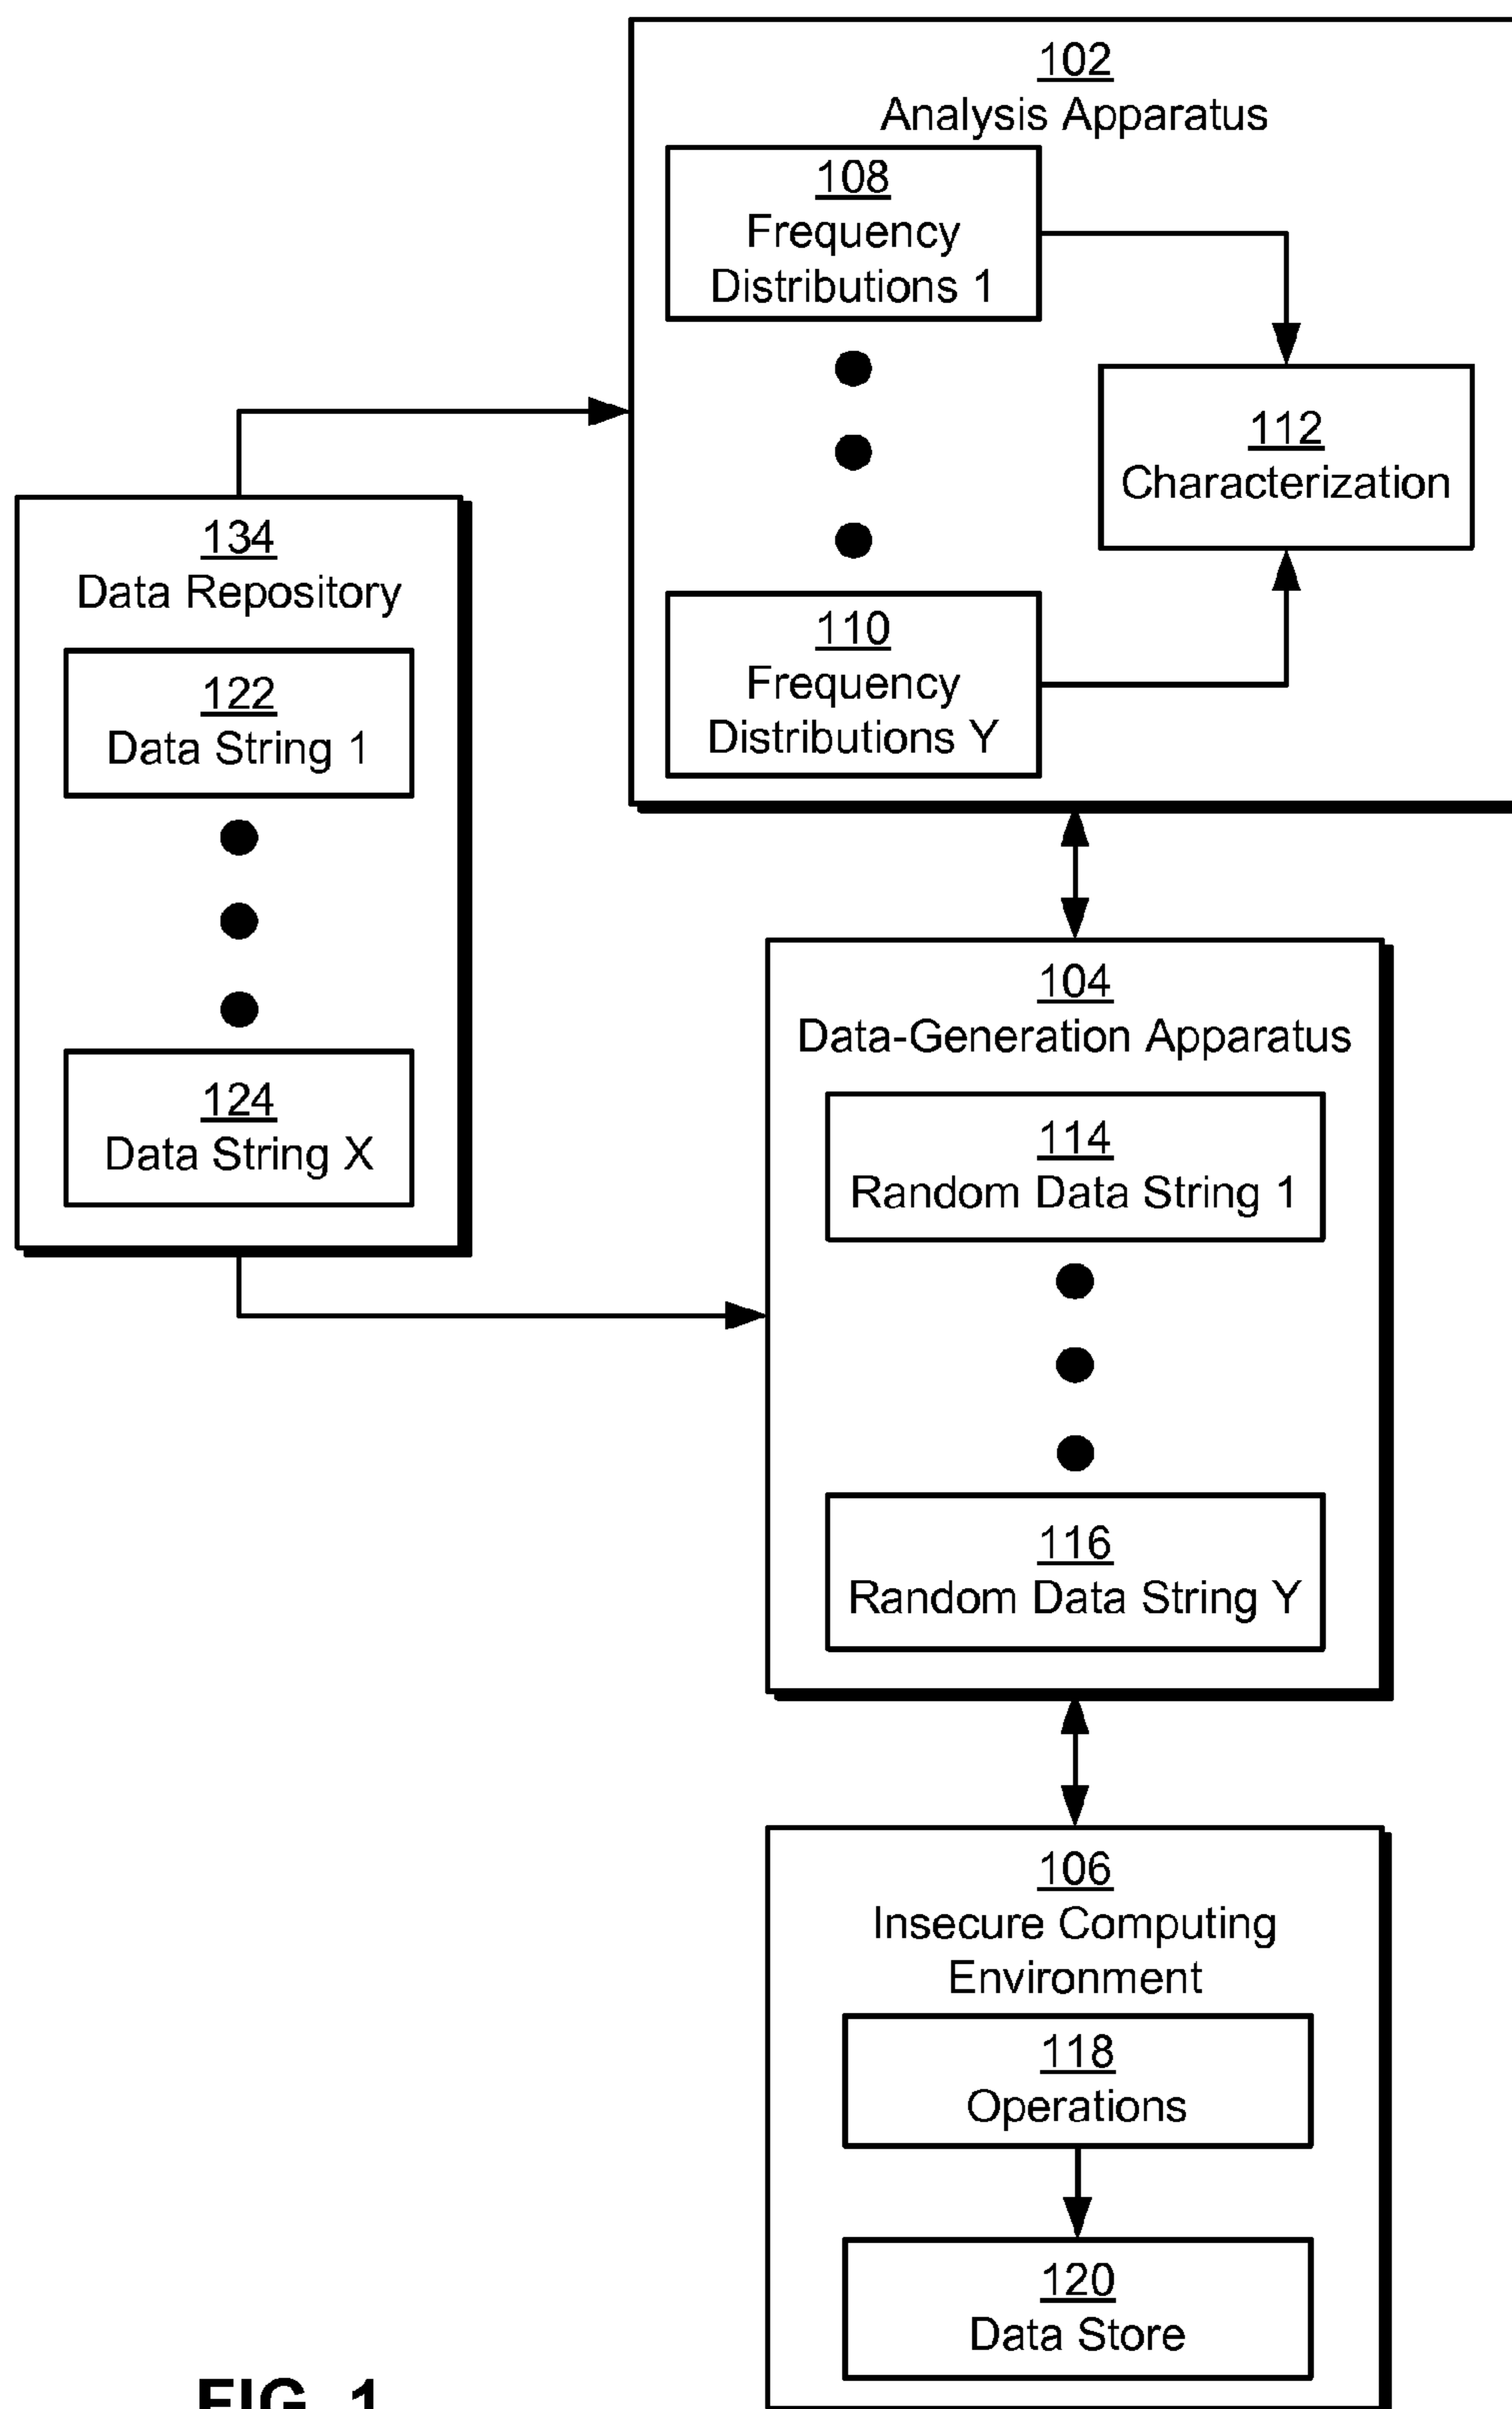 102
Analysis Apparatus
108
Frequency
Distributions 1
112
Characterization
110
Frequency
Distributions Y
134
Data Repository
122
Data String 1
124
Data String X
104
Data-Generation Apparatus
114
Random Data String 1
116
Random Data String Y
106
Insecure Computing
Environment
118
Operations
120
Data Store
FIG. 1